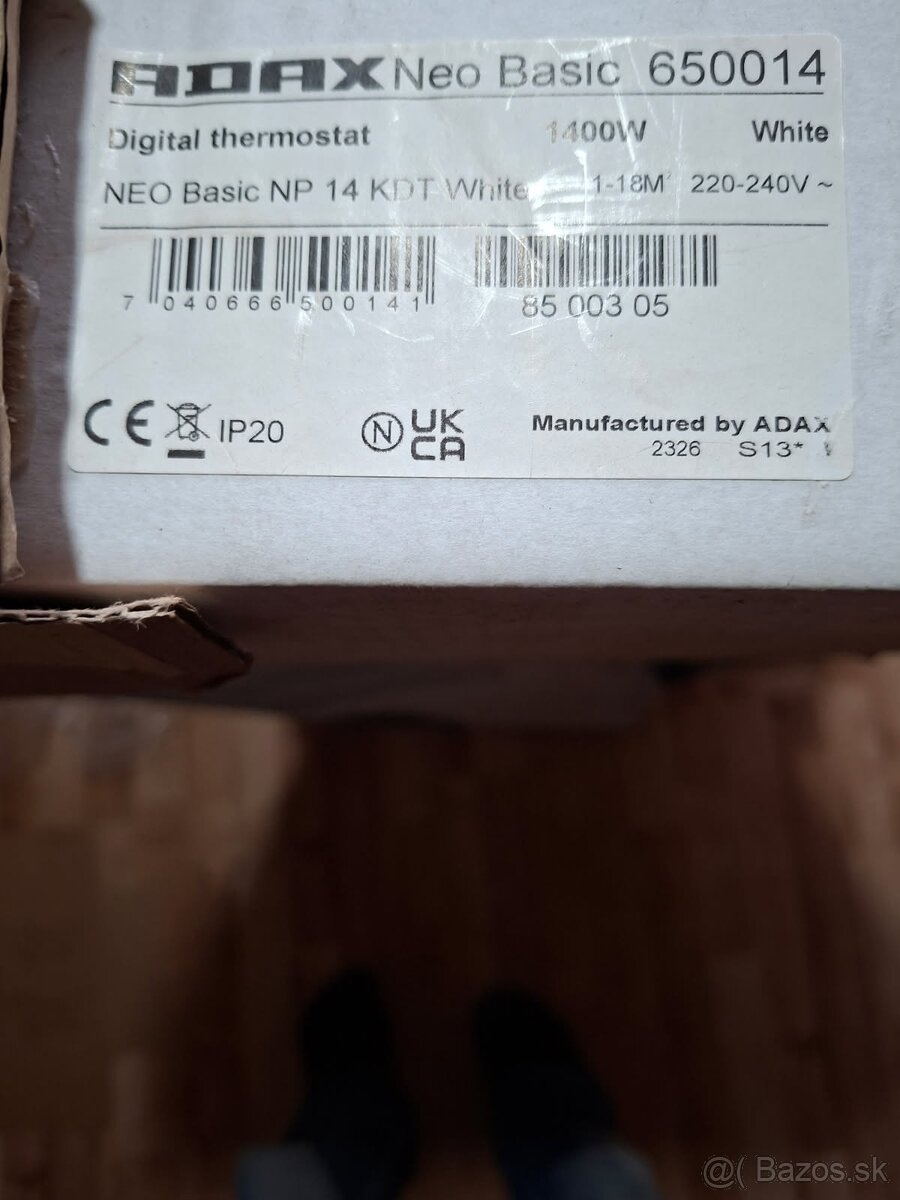 ADAX Neo Basic 650014
Digital thermostat 1400W White
NEO Basic NP 14 KDT White 1-18M² 220-240V ~
7 040666 500141 85 003 05
CE IP20 N UK CA Manufactured by ADAX
2326 S13*
@( Bazos.sk